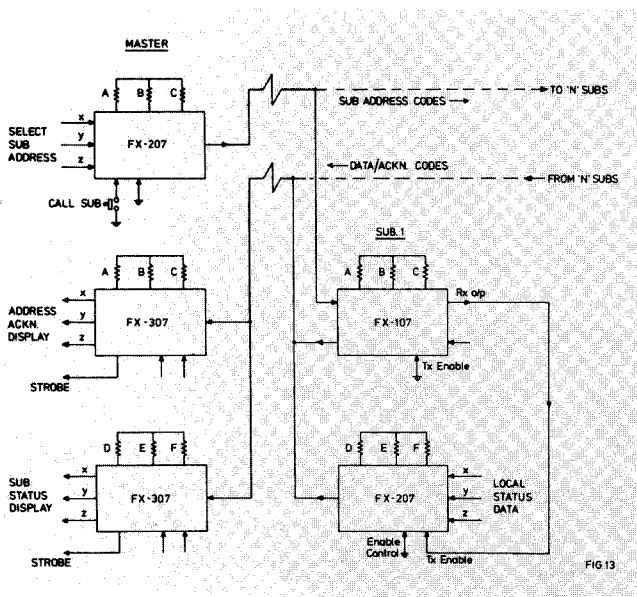 MASTER
A B C
x
y
z
SELECT
SUB
ADDRESS
FX-207
CALL SUB
TO 'N' SUBS
SUB ADDRESS CODES
DATA/ACKN. CODES
FROM 'N' SUBS
SUB.1
A B C
x
y
z
ADDRESS
ACKN.
DISPLAY
FX-307
STROBE
A B C
Rx o/p
FX-107
Tx Enable
D E F
x
y
z
SUB
STATUS
DISPLAY
FX-307
STROBE
D E F
FX-207
x
y
z
LOCAL
STATUS
DATA
Enable
Control
Tx Enable
FIG 13